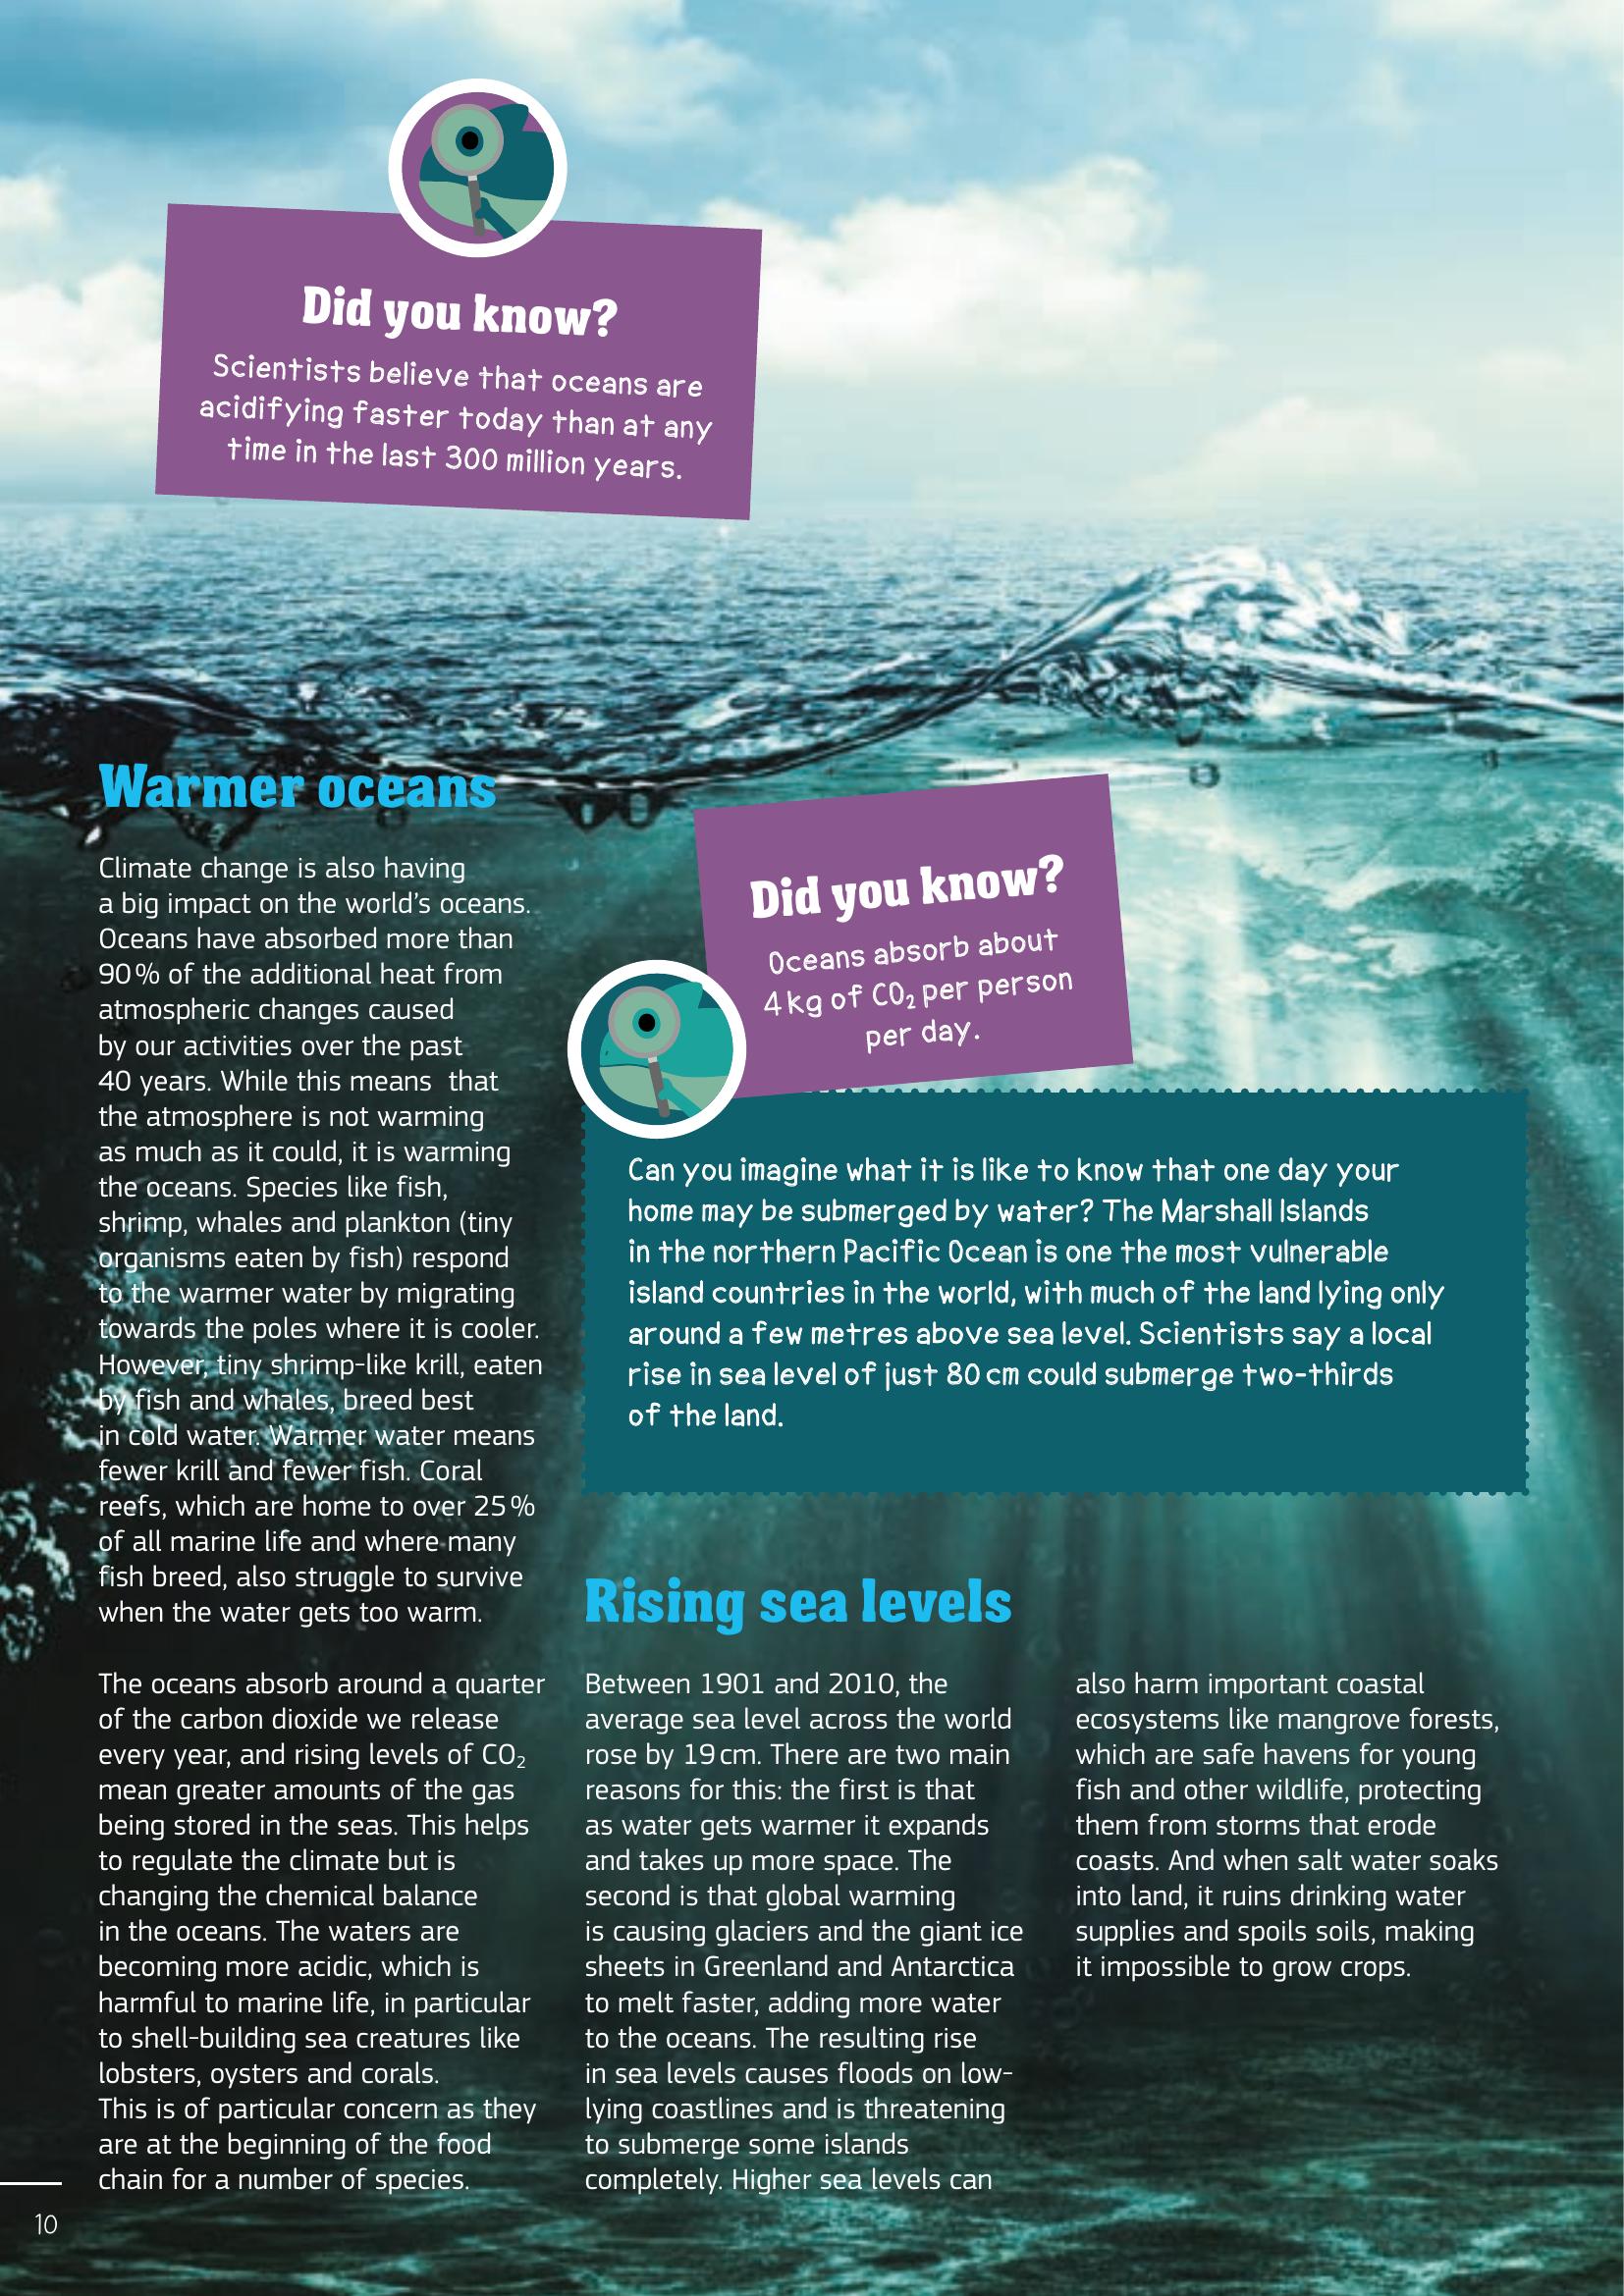 Did you know?
Scientists believe that oceans are
acidifying faster today than at any
time in the last 300 million years.
Warmer oceans
Climate change is also having
a big impact on the world's oceans.
Oceans have absorbed more than
90 % of the additional heat from
atmospheric changes caused
by our activities over the past
40 years. While this means that
the atmosphere is not warming
as much as it could, it is warming
the oceans. Species like fish,
shrimp, whales and plankton (tiny
organisms eaten by fish) respond
to the warmer water by migrating
towards the poles where it is cooler.
However, tiny shrimp-like krill, eaten
by fish and whales, breed best
in cold water. Warmer water means
fewer krill and fewer fish. Coral
reefs, which are home to over 25 %
of all marine life and where many
fish breed, also struggle to survive
when the water gets too warm.
The oceans absorb around a quarter
of the carbon dioxide we release
every year, and rising levels of CO₂
mean greater amounts of the gas
being stored in the seas. This helps
to regulate the climate but is
changing the chemical balance
in the oceans. The waters are
becoming more acidic, which is
harmful to marine life, in particular
to shell-building sea creatures like
lobsters, oysters and corals.
This is of particular concern as they
are at the beginning of the food
chain for a number of species.
Did you know?
Oceans absorb about
4 kg of CO₂ per person
per day.
Can you imagine what it is like to know that one day your
home may be submerged by water? The Marshall Islands
in the northern Pacific Ocean is one the most vulnerable
island countries in the world, with much of the land lying only
around a few metres above sea level. Scientists say a local
rise in sea level of just 80 cm could submerge two-thirds
of the land.
Rising sea levels
Between 1901 and 2010, the
average sea level across the world
rose by 19 cm. There are two main
reasons for this: the first is that
as water gets warmer it expands
and takes up more space. The
second is that global warming
is causing glaciers and the giant ice
sheets in Greenland and Antarctica
to melt faster, adding more water
to the oceans. The resulting rise
in sea levels causes floods on low-
lying coastlines and is threatening
to submerge some islands
completely. Higher sea levels can
also harm important coastal
ecosystems like mangrove forests,
which are safe havens for young
fish and other wildlife, protecting
them from storms that erode
coasts. And when salt water soaks
into land, it ruins drinking water
supplies and spoils soils, making
it impossible to grow crops.
10